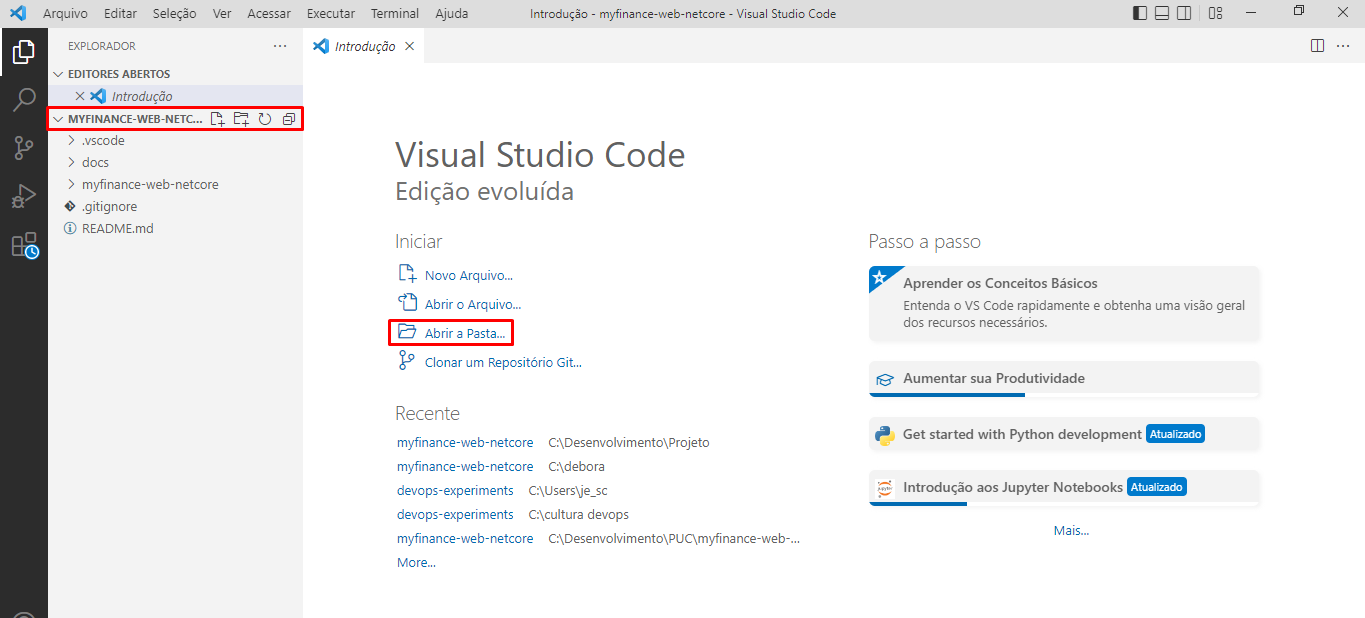 Arquivo Editar Seleção Ver Acessar Executar Terminal Ajuda
Introdução - myfinance-web-netcore - Visual Studio Code
EXPLORADOR
Introdução
EDITORES ABERTOS
Introdução
MYFINANCE-WEB-NETC...
.vscode
docs
myfinance-web-netcore
.gitignore
README.md
Visual Studio Code
Edição evoluída
Iniciar
Novo Arquivo...
Abrir o Arquivo...
Abrir a Pasta...
Clonar um Repositório Git...
Recente
myfinance-web-netcore C:\Desenvolvimento\Projeto
myfinance-web-netcore C:\debora
devops-experiments C:\Users\je_sc
devops-experiments C:\cultura devops
myfinance-web-netcore C:\Desenvolvimento\PUC\myfinance-web-...
More...
Passo a passo
Aprender os Conceitos Básicos
Entenda o VS Code rapidamente e obtenha uma visão geral
dos recursos necessários.
Aumentar sua Produtividade
Get started with Python development Atualizado
Introdução aos Jupyter Notebooks Atualizado
Mais...